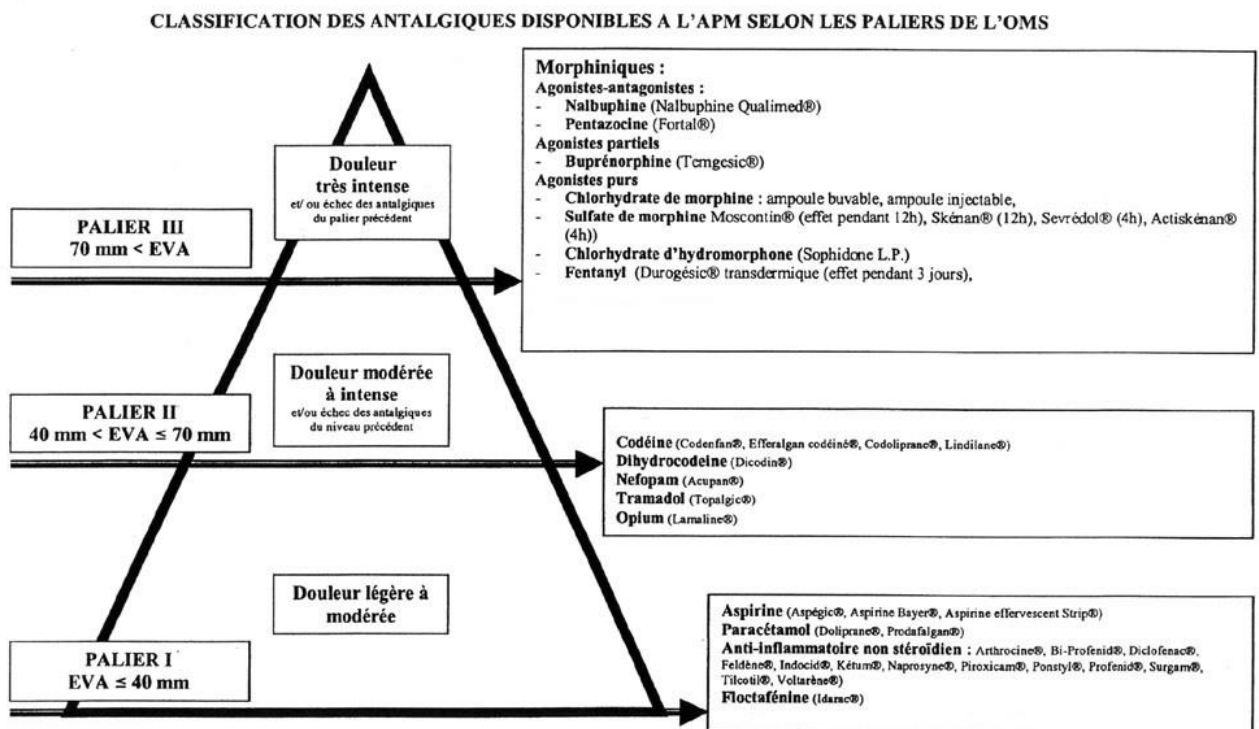 CLASSIFICATION DES ANTALGIQUES DISPONIBLES A L'APM SELON LES PALIERS DE L'OMS
Morphiniques :
Agonistes-antagonistes :
- Nalbuphine (Nalbuphine Qualimed®)
- Pentazocine (Fortal®)
Agonistes partiels
- Buprénorphine (Temgesic®)
Agonistes purs
- Chlorhydrate de morphine : ampoule buvable, ampoule injectable,
- Sulfate de morphine Moscontin® (effet pendant 12h), Skénan® (12h), Sevrédol® (4h), Actiskénan®
(4h))
- Chlorhydrate d'hydromorphone (Sophidone L.P.)
- Fentanyl (Durogésic® transdermique (effet pendant 3 jours),
Douleur
très intense
et/ ou échec des antalgiques
du palier précédent
PALIER III
70 mm < EVA
Douleur modérée
à intense
et/ou échec des antalgiques
du niveau précédent
PALIER II
40 mm < EVA ≤ 70 mm
Codéine (Codenfan®, Efferalgan codéiné®, Codoliprane®, Lindilane®)
Dihydrocodeine (Dicodin®)
Nefopam (Acupan®)
Tramadol (Topalgic®)
Opium (Lamaline®)
Douleur légère à
modérée
PALIER I
EVA ≤ 40 mm
Aspirine (Aspégic®, Aspirine Bayer®, Aspirine effervescent Strip®)
Paracétamol (Doliprane®, Prodafalgan®)
Anti-inflammatoire non stéroïdien : Arthrocine®, Bi-Profenid®, Diclofenac®,
Feldène®, Indocid®, Kétum®, Naprosyne®, Piroxicam®, Ponstyl®, Profenid®, Surgam®,
Tilcotil®, Voltarène®)
Floctafénine (Idarac®)